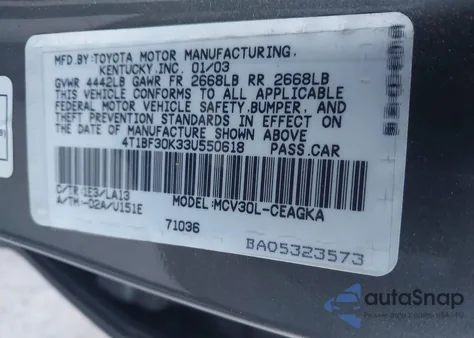 MFD.BY:TOYOTA MOTOR MANUFACTURING,
KENTUCKY,INC. 01/03
GVWR 4442LB GAWR FR 2668LB RR 2668LB
THIS VEHICLE CONFORMS TO ALL APPLICABLE
FEDERAL MOTOR VEHICLE SAFETY,BUMPER, AND
THEFT PREVENTION STANDARDS IN EFFECT ON
THE DATE OF MANUFACTURE SHOWN ABOVE.
4T1BF30K33U550618 PASS.CAR
C/TR:1E3/LA13 MODEL:MCV30L-CEAGKA
A/TM:-02A/U151E
71036
BA05323573
autoSnap